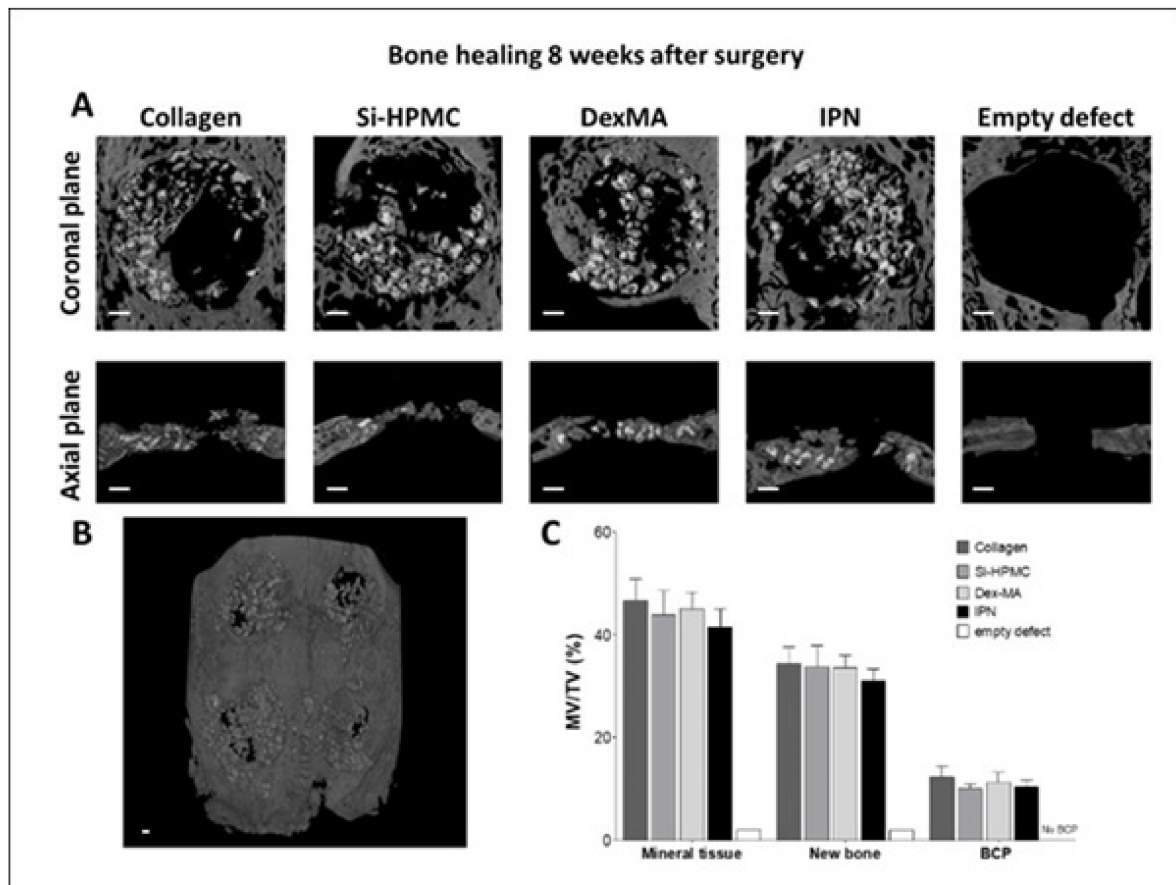 Bone healing 8 weeks after surgery
A
Collagen Si-HPMC DexMA IPN Empty defect
Coronal plane
Axial plane
B
C
60
40
20
0
MV/TV (%)
Collagen
Si-HPMC
Dex-MA
IPN
empty defect
No BCP
Mineral tissue New bone BCP